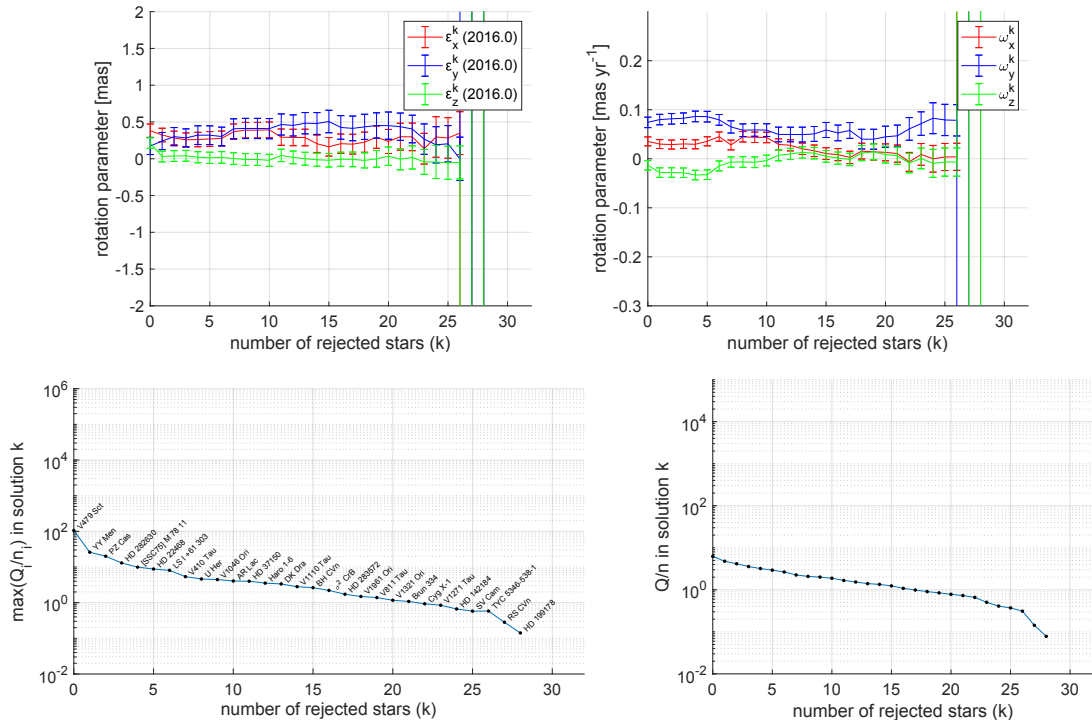 rotation parameter [mas]
2
1.5
1
0.5
0
-0.5
-1
-1.5
-2
ε_x^k (2016.0)
ε_y^k (2016.0)
ε_z^k (2016.0)
0 5 10 15 20 25 30
number of rejected stars (k)
rotation parameter [mas yr^-1]
0.2
0.1
0
-0.1
-0.2
-0.3
ω_x^k
ω_y^k
ω_z^k
0 5 10 15 20 25 30
number of rejected stars (k)
max(Q_i/n_i) in solution k
10^6
10^4
10^2
10^0
10^-2
V479 Sct
YY Men
PZ Cas
HD 282630
[SSC75] M 78 11
HD 22468
LS I +61 303
V410 Tau
U Her
V1046 Ori
AR Lac
HD 37150
Haro 1-6
DK Dra
V1110 Tau
BH CVn
σ^2 CrB
HD 283572
V1961 Ori
V811 Tau
V1321 Ori
Brun 334
Cyg X-1
V1271 Tau
HD 142184
SV Cam
TYC 5346-538-1
RS CVn
HD 199178
0 5 10 15 20 25 30
number of rejected stars (k)
Q/n in solution k
10^4
10^2
10^0
10^-2
0 5 10 15 20 25 30
number of rejected stars (k)